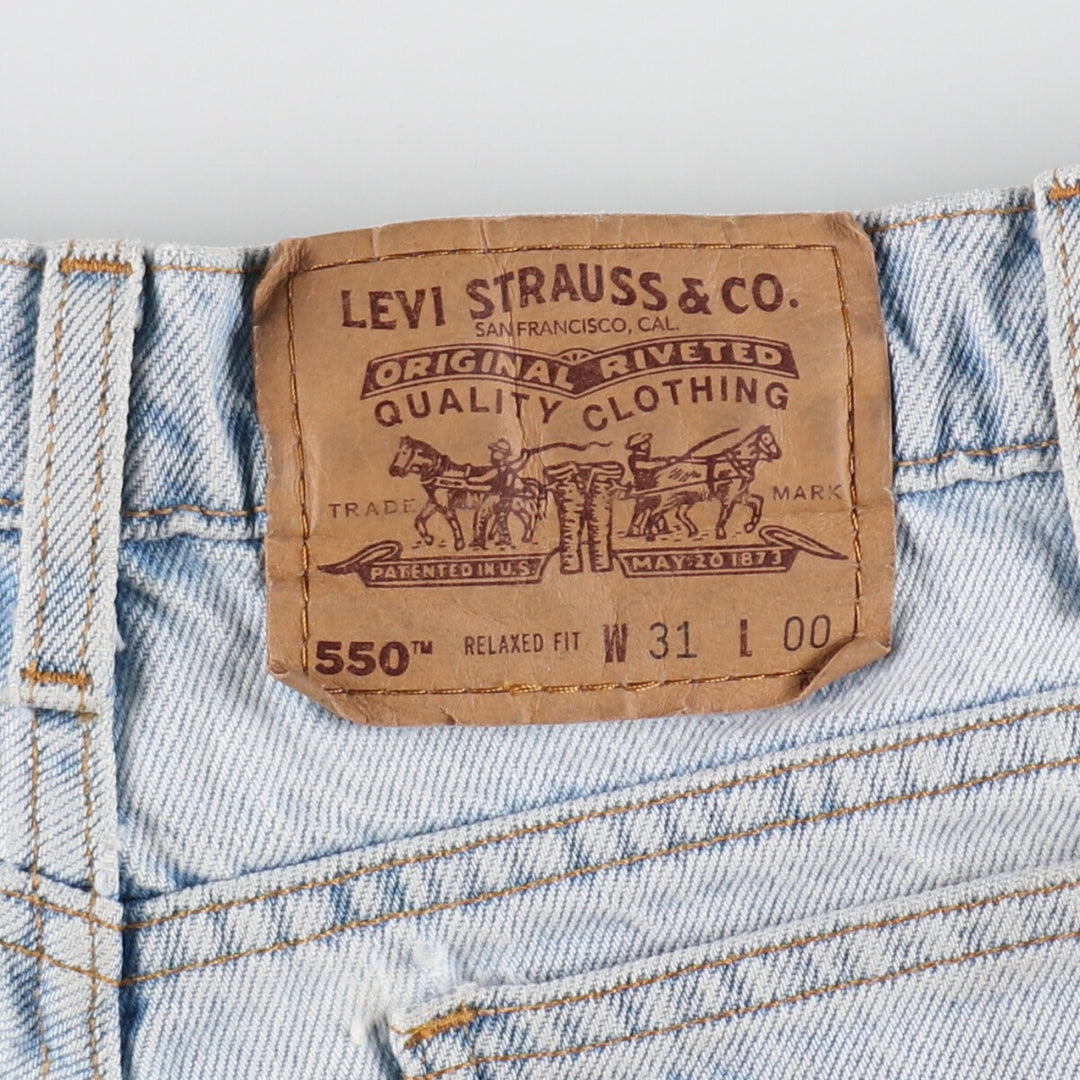 LEVI STRAUSS & CO.
SAN FRANCISCO, CAL.
ORIGINAL RIVETED
QUALITY CLOTHING
TRADE MARK
PATENTED IN U.S. MAY 20 1873
550™ RELAXED FIT W 31 L 00